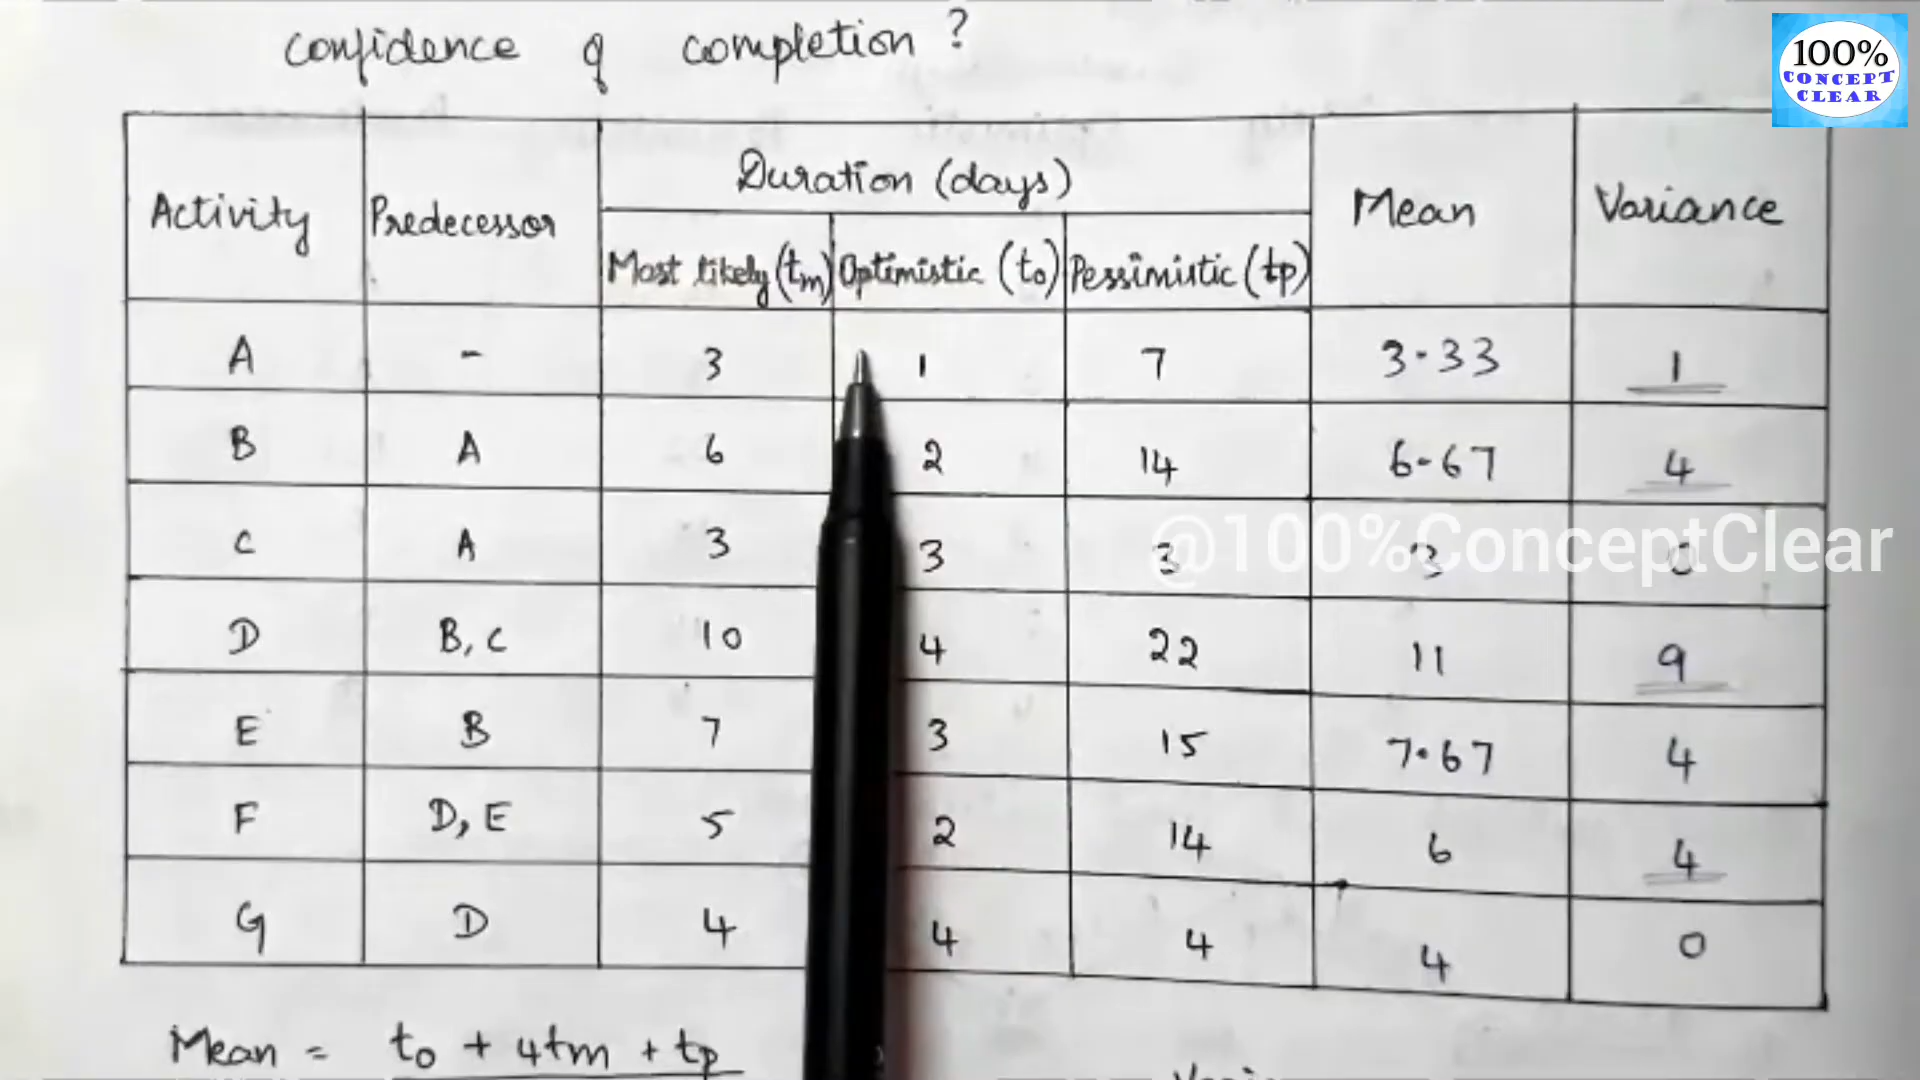 confidence of completion ?
100%
CONCEPT
CLEAR
Activity Predecessor Duration (days) Mean Variance
Most likely (tm) Optimistic (to) Pessimistic (tp)
A - 3 1 7 3.33 1
B A 6 2 14 6.67 4
C A 3 3 3 3 0
@100%ConceptClear
D B, C 10 4 22 11 9
E B 7 3 15 7.67 4
F D, E 5 2 14 6 4
G D 4 4 4 4 0
Mean = to + 4tm + tp